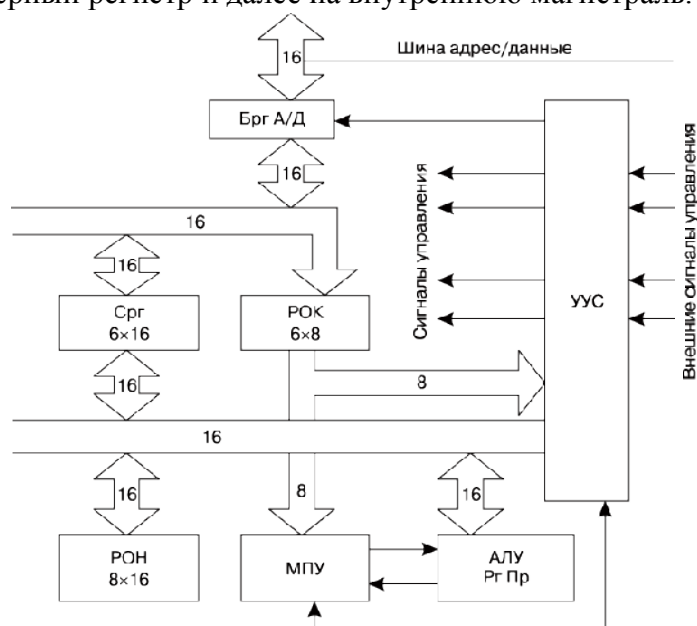 ерный регистр и далее на внутреннюю магистраль.
16
Шина адрес/данные
Брг А/Д
16
16
16
Срг
6×16
РОК
6×8
Сигналы управления
УУС
Внешние сигналы управления
16
8
16
16
8
16
РОН
8×16
МПУ
АЛУ
Рг Пр